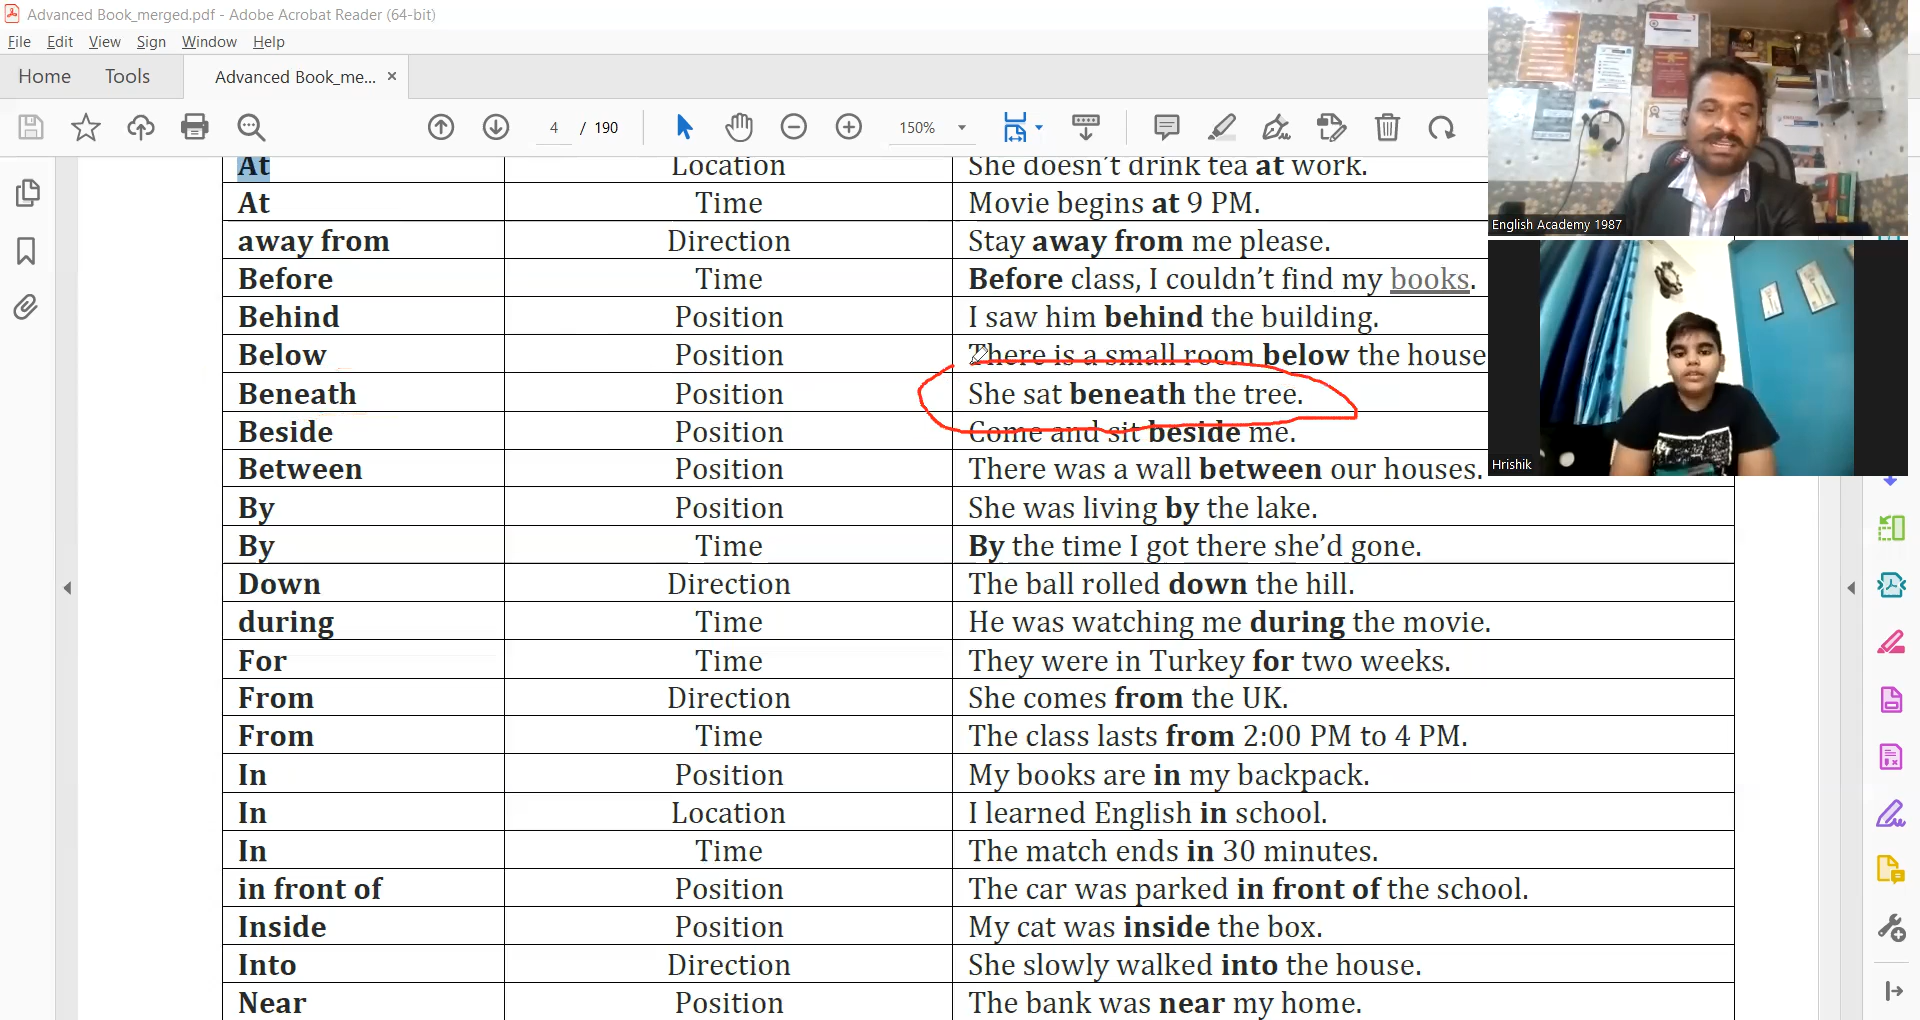 Advanced Book_merged.pdf - Adobe Acrobat Reader (64-bit)
File Edit View Sign Window Help
Home Tools Advanced Book_me... ×
4 / 190 150%
At Location She doesn't drink tea at work.
At Time Movie begins at 9 PM.
away from Direction Stay away from me please.
Before Time Before class, I couldn't find my books.
Behind Position I saw him behind the building.
Below Position There is a small room below the house
Beneath Position She sat beneath the tree.
Beside Position Come and sit beside me.
Between Position There was a wall between our houses.
By Position She was living by the lake.
By Time By the time I got there she'd gone.
Down Direction The ball rolled down the hill.
during Time He was watching me during the movie.
For Time They were in Turkey for two weeks.
From Direction She comes from the UK.
From Time The class lasts from 2:00 PM to 4 PM.
In Position My books are in my backpack.
In Location I learned English in school.
In Time The match ends in 30 minutes.
in front of Position The car was parked in front of the school.
Inside Position My cat was inside the box.
Into Direction She slowly walked into the house.
Near Position The bank was near my home.
English Academy 1987
Hrishik